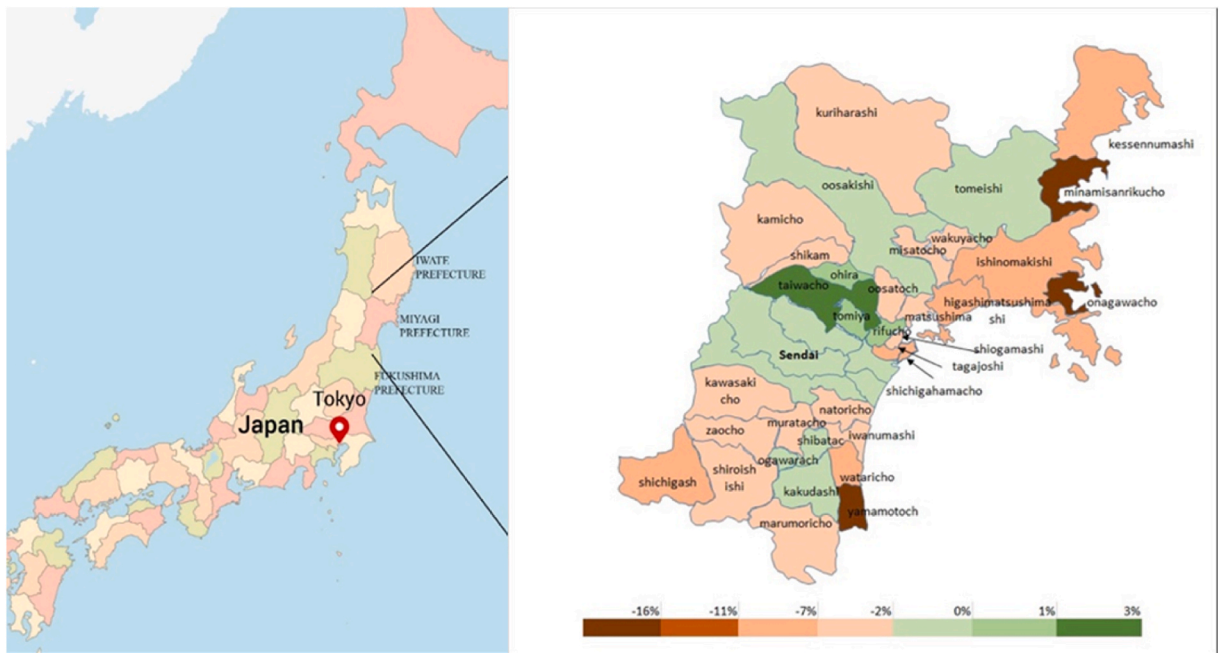 IWATE
PREFECTURE
MIYAGI
PREFECTURE
FUKUSHIMA
PREFECTURE
Tokyo
Japan
kuriharashi
kessennumashi
oosakishi
tomeishi
minamisanrikucho
kamicho
wakuyacho
misatocho
shikam
ishinomakishi
ohira
taiwacho
oosatoch
higashimatsushima
shi
onagawacho
tomiya
matsushima
rifucho
shiogamashi
Sendai
tagajoshi
shichigahamacho
kawasaki
cho
natoricho
muratacho
zaocho
shibatac
iwanumashi
ogawarach
shiroish
ishi
wataricho
shichigash
kakudashi
yamamotoch
marumoricho
-16% -11% -7% -2% 0% 1% 3%